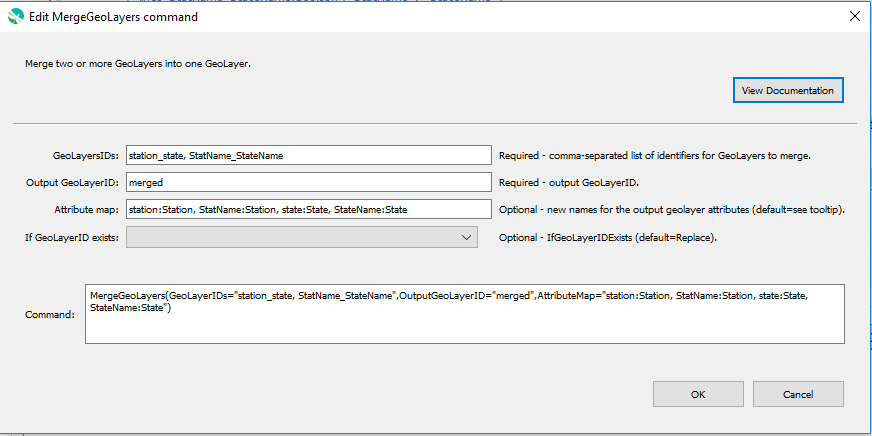 Edit MergeGeoLayers command
Merge two or more GeoLayers into one GeoLayer.
View Documentation
GeoLayersIDs: station_state, StatName_StateName Required - comma-separated list of identifiers for GeoLayers to merge.
Output GeoLayerID: merged Required - output GeoLayerID.
Attribute map: station:Station, StatName:Station, state:State, StateName:State Optional - new names for the output geolayer attributes (default=see tooltip).
If GeoLayerID exists: Optional - IfGeoLayerIDExists (default=Replace).
MergeGeoLayers(GeoLayerIDs="station_state, StatName_StateName",OutputGeoLayerID="merged",AttributeMap="station:Station, StatName:Station, state:State,
Command: StateName:State")
OK Cancel